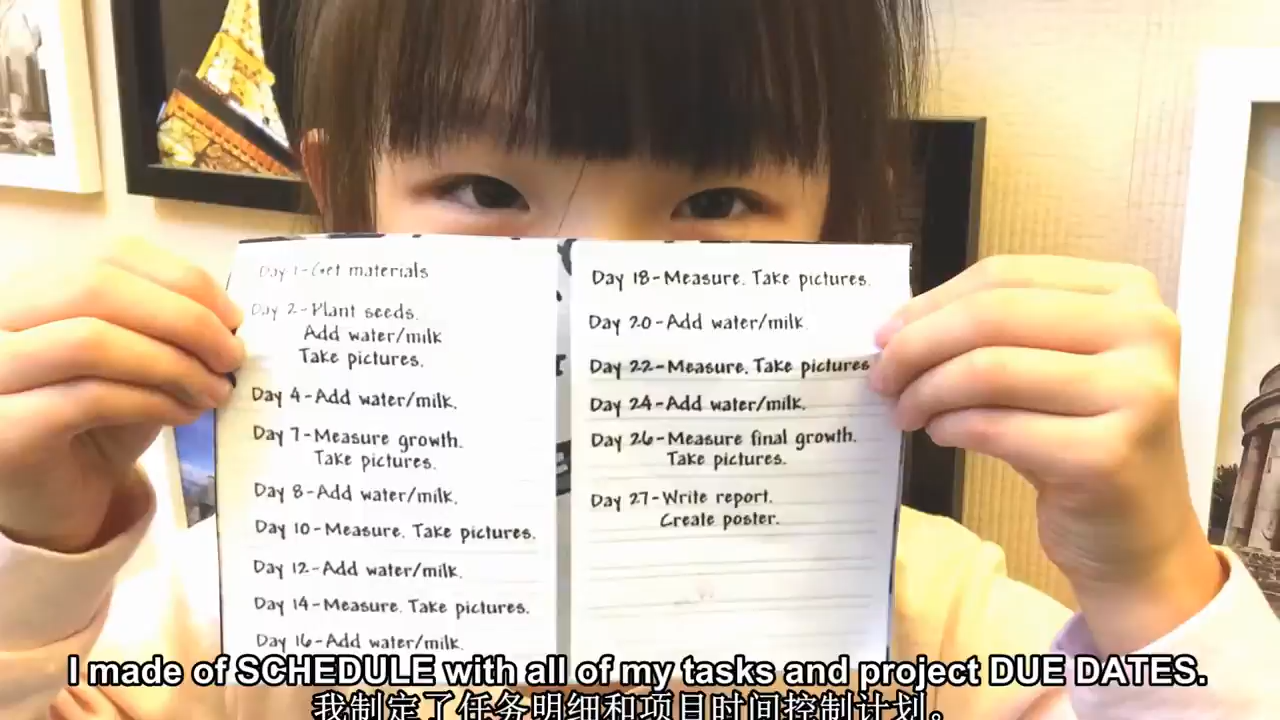 Day 1-Get materials
Day 2-Plant seeds.
Add water/milk
Take pictures.
Day 4-Add water/milk.
Day 7-Measure growth.
Take pictures.
Day 8-Add water/milk.
Day 10-Measure. Take pictures.
Day 12-Add water/milk.
Day 14-Measure. Take pictures.
Day 16-Add water/milk.
Day 18-Measure. Take pictures.
Day 20-Add water/milk.
Day 22-Measure. Take pictures
Day 24-Add water/milk.
Day 26-Measure final growth.
Take pictures.
Day 27-Write report.
Create poster.
I made of SCHEDULE with all of my tasks and project DUE DATES.
我制定了任务明细和项目时间控制计划。